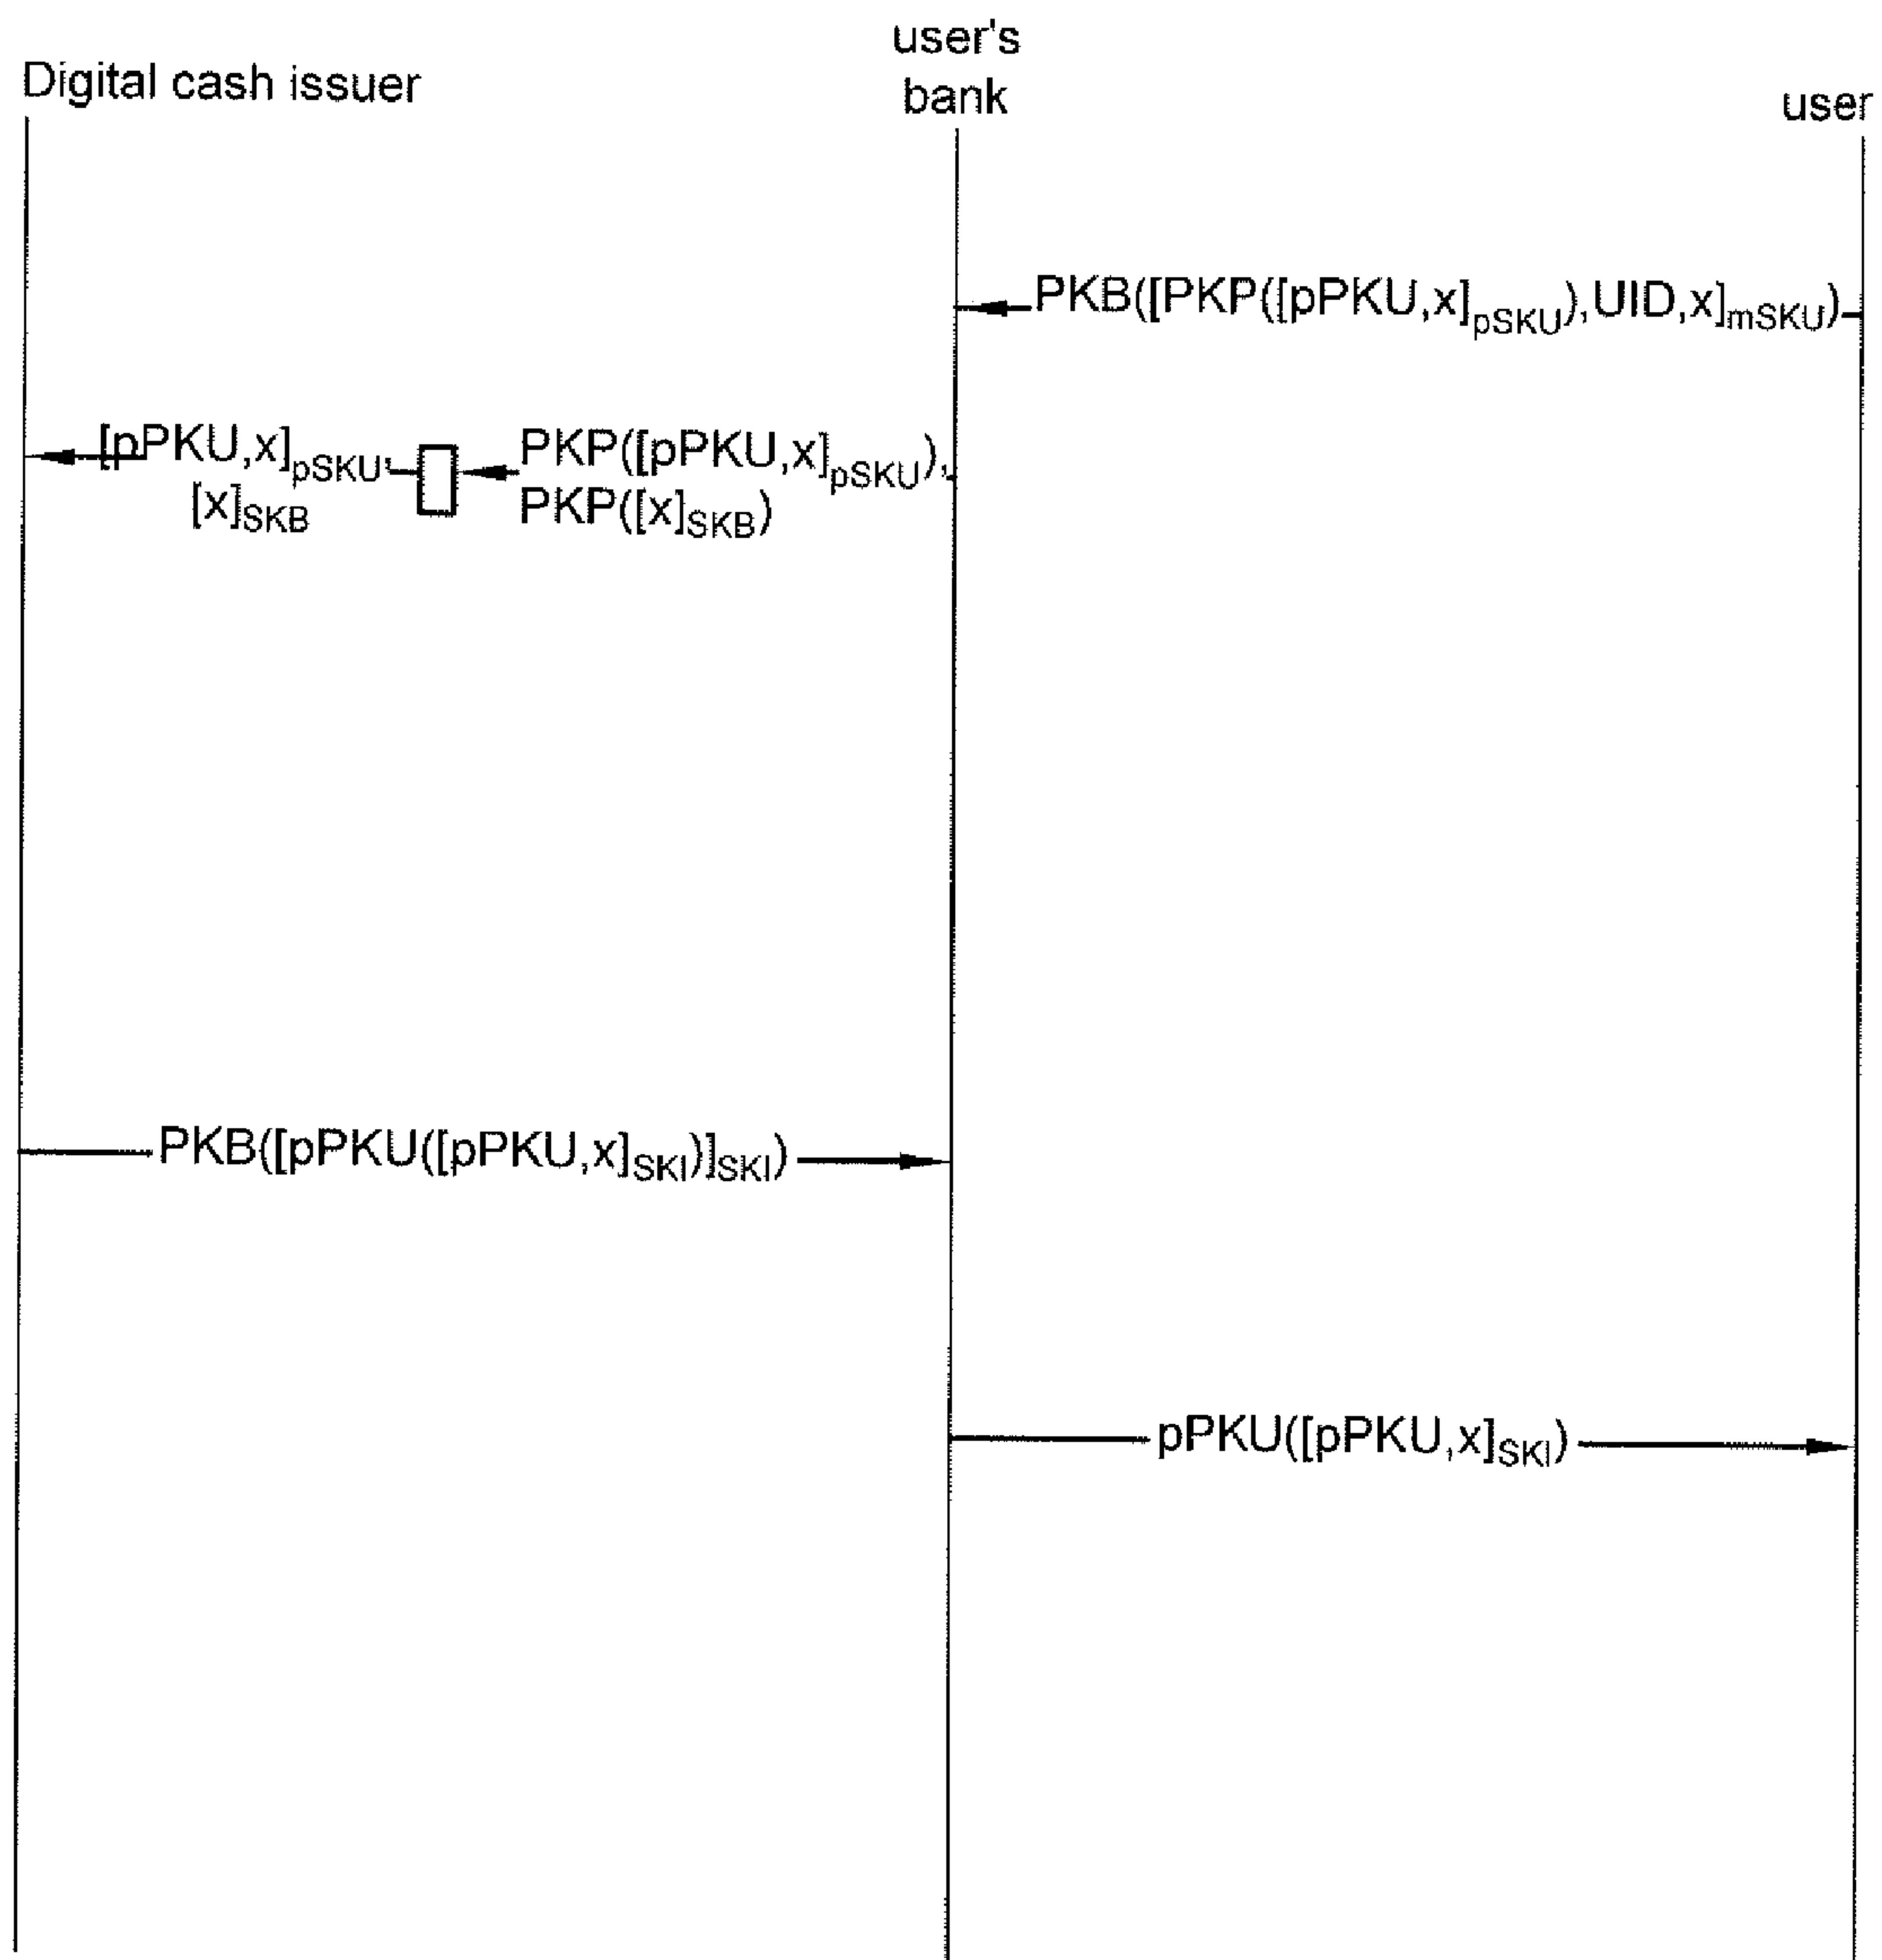 Digital cash issuer
user's
bank
user
PKB([PKP([pPKU,x]pSKU),UID,x]mSKU)
[pPKU,x]pSKU,
[x]SKB
PKP([pPKU,x]pSKU),
PKP([x]SKB)
PKB([pPKU([pPKU,x]SKI)]SKI)
pPKU([pPKU,x]SKI)